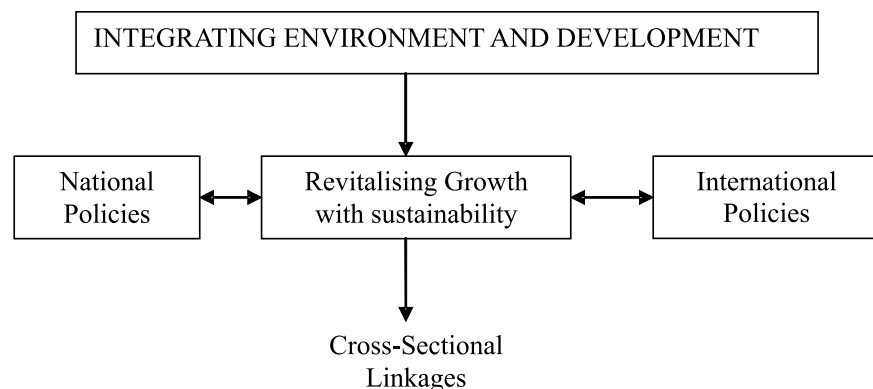 INTEGRATING ENVIRONMENT AND DEVELOPMENT
National
Policies
Revitalising Growth
with sustainability
International
Policies
Cross-Sectional
Linkages